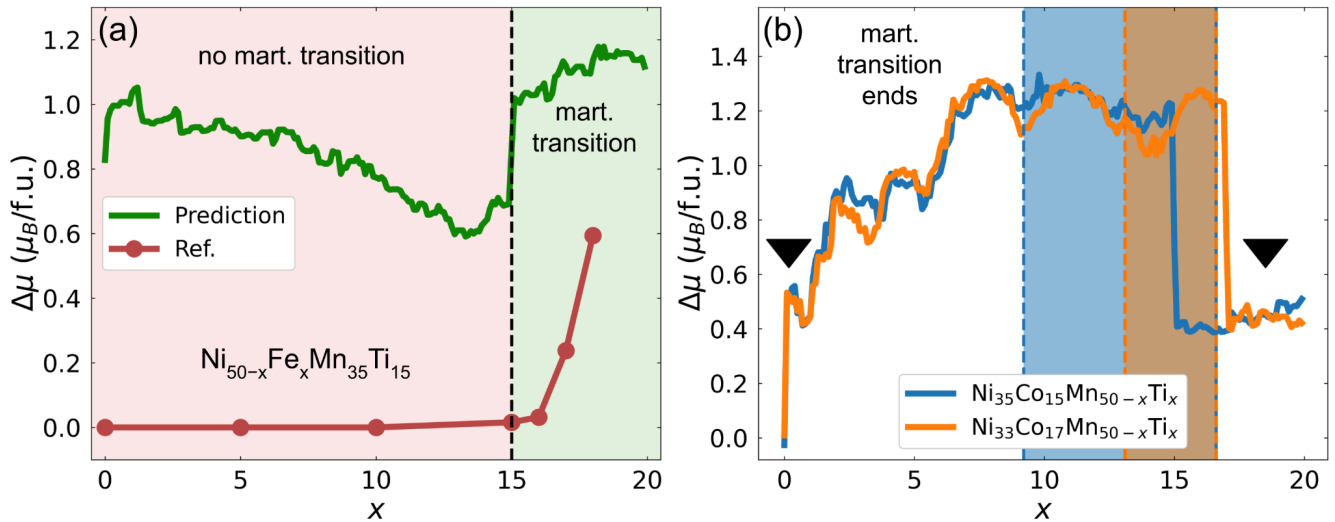 (a)
no mart. transition
mart.
transition
Prediction
Ref.
Ni₅₀₋ₓFeₓMn₃₅Ti₁₅
Δμ (μ_B/f.u.)
1.2
1.0
0.8
0.6
0.4
0.2
0.0
0
5
10
15
20
x
(b)
mart.
transition
ends
Ni₃₅Co₁₅Mn₅₀₋ₓTiₓ
Ni₃₃Co₁₇Mn₅₀₋ₓTiₓ
Δμ (μ_B/f.u.)
1.4
1.2
1.0
0.8
0.6
0.4
0.2
0.0
0
5
10
15
20
x